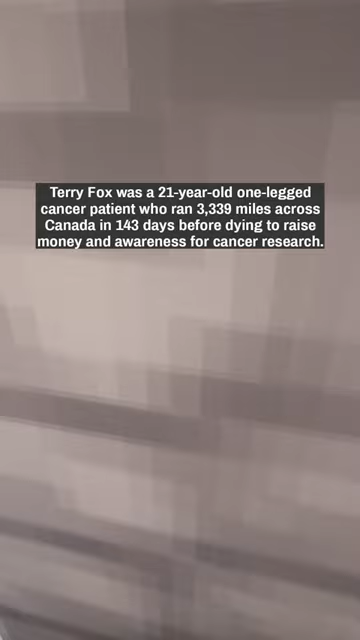 Terry Fox was a 21-year-old one-legged
cancer patient who ran 3,339 miles across
Canada in 143 days before dying to raise
money and awareness for cancer research.